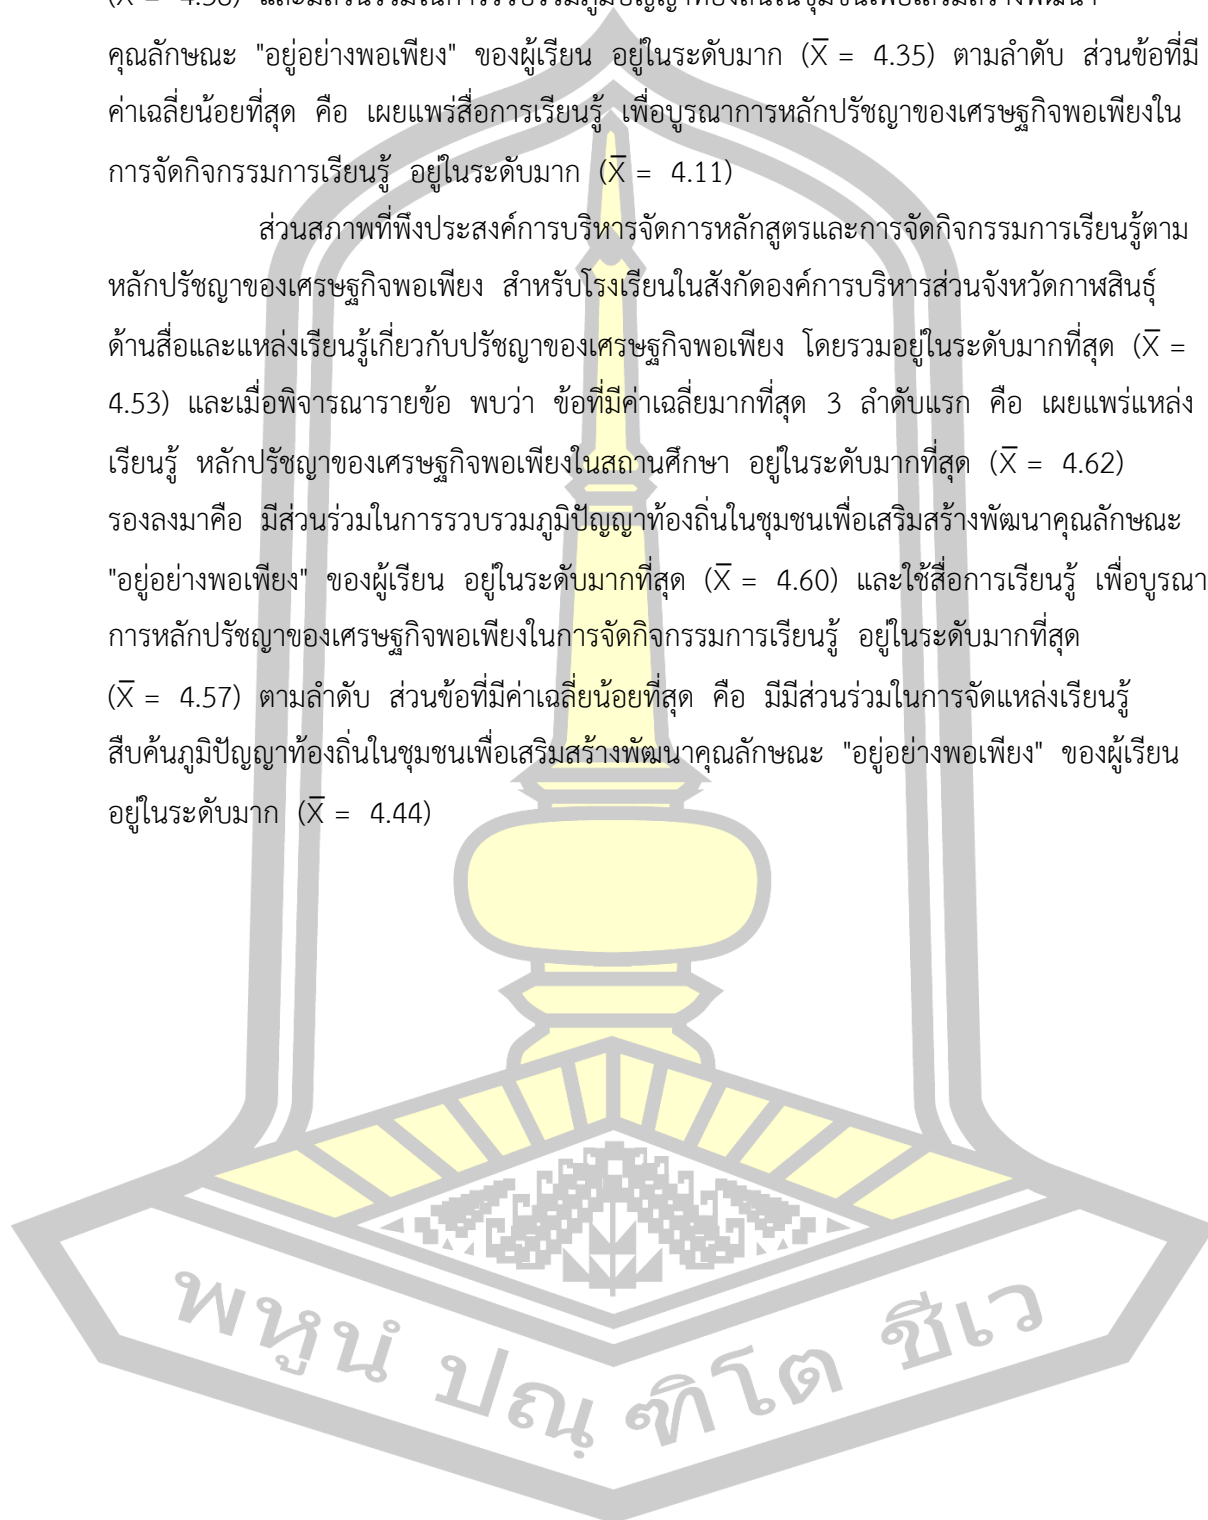 คุณลักษณะ "อยู่อย่างพอเพียง" ของผู้เรียน อยู่ในระดับมาก (X̅ = 4.35) ตามลำดับ ส่วนข้อที่มี
ค่าเฉลี่ยน้อยที่สุด คือ เผยแพร่สื่อการเรียนรู้ เพื่อบูรณาการหลักปรัชญาของเศรษฐกิจพอเพียงใน
การจัดกิจกรรมการเรียนรู้ อยู่ในระดับมาก (X̅ = 4.11)
ส่วนสภาพที่พึงประสงค์การบริหารจัดการหลักสูตรและการจัดกิจกรรมการเรียนรู้ตาม
หลักปรัชญาของเศรษฐกิจพอเพียง สำหรับโรงเรียนในสังกัดองค์การบริหารส่วนจังหวัดกาฬสินธุ์
ด้านสื่อและแหล่งเรียนรู้เกี่ยวกับปรัชญาของเศรษฐกิจพอเพียง โดยรวมอยู่ในระดับมากที่สุด (X̅ =
4.53) และเมื่อพิจารณารายข้อ พบว่า ข้อที่มีค่าเฉลี่ยมากที่สุด 3 ลำดับแรก คือ เผยแพร่แหล่ง
เรียนรู้ หลักปรัชญาของเศรษฐกิจพอเพียงในสถานศึกษา อยู่ในระดับมากที่สุด (X̅ = 4.62)
รองลงมาคือ มีส่วนร่วมในการรวบรวมภูมิปัญญาท้องถิ่นในชุมชนเพื่อเสริมสร้างพัฒนาคุณลักษณะ
"อยู่อย่างพอเพียง" ของผู้เรียน อยู่ในระดับมากที่สุด (X̅ = 4.60) และใช้สื่อการเรียนรู้ เพื่อบูรณา
การหลักปรัชญาของเศรษฐกิจพอเพียงในการจัดกิจกรรมการเรียนรู้ อยู่ในระดับมากที่สุด
(X̅ = 4.57) ตามลำดับ ส่วนข้อที่มีค่าเฉลี่ยน้อยที่สุด คือ มีมีส่วนร่วมในการจัดแหล่งเรียนรู้
สืบค้นภูมิปัญญาท้องถิ่นในชุมชนเพื่อเสริมสร้างพัฒนาคุณลักษณะ "อยู่อย่างพอเพียง" ของผู้เรียน
อยู่ในระดับมาก (X̅ = 4.44)
พหูนํ ปณฺ ฑิโต ชีเว